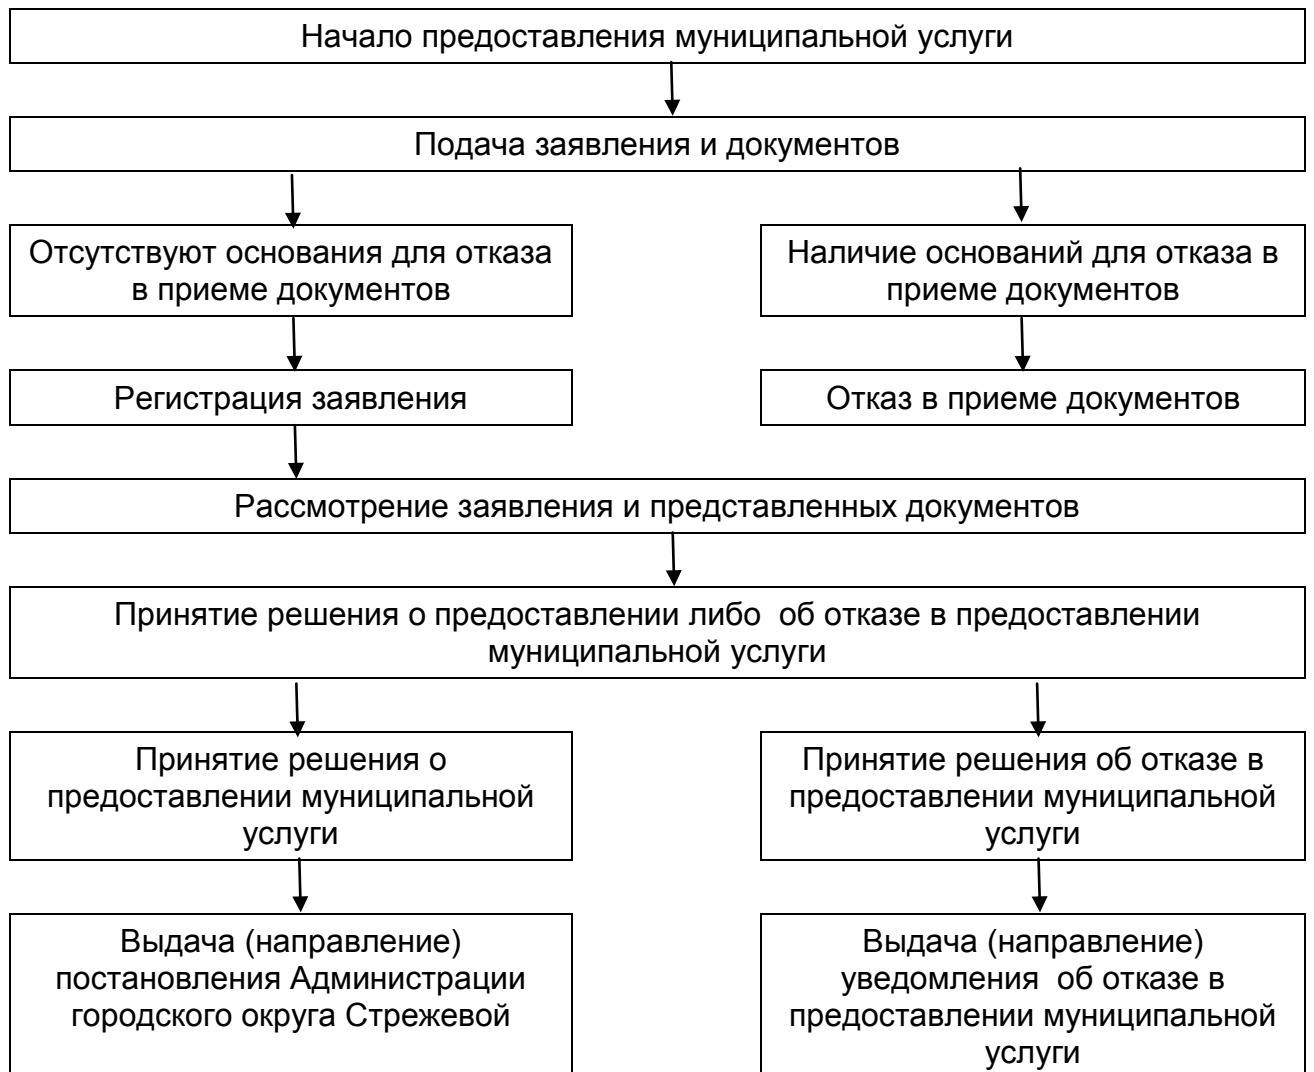 Начало предоставления муниципальной услуги
Подача заявления и документов
Отсутствуют основания для отказа
в приеме документов
Наличие оснований для отказа в
приеме документов
Регистрация заявления
Отказ в приеме документов
Рассмотрение заявления и представленных документов
Принятие решения о предоставлении либо  об отказе в предоставлении
муниципальной услуги
Принятие решения о
предоставлении муниципальной
услуги
Принятие решения об отказе в
предоставлении муниципальной
услуги
Выдача (направление)
постановления Администрации
городского округа Стрежевой
Выдача (направление)
уведомления  об отказе в
предоставлении муниципальной
услуги